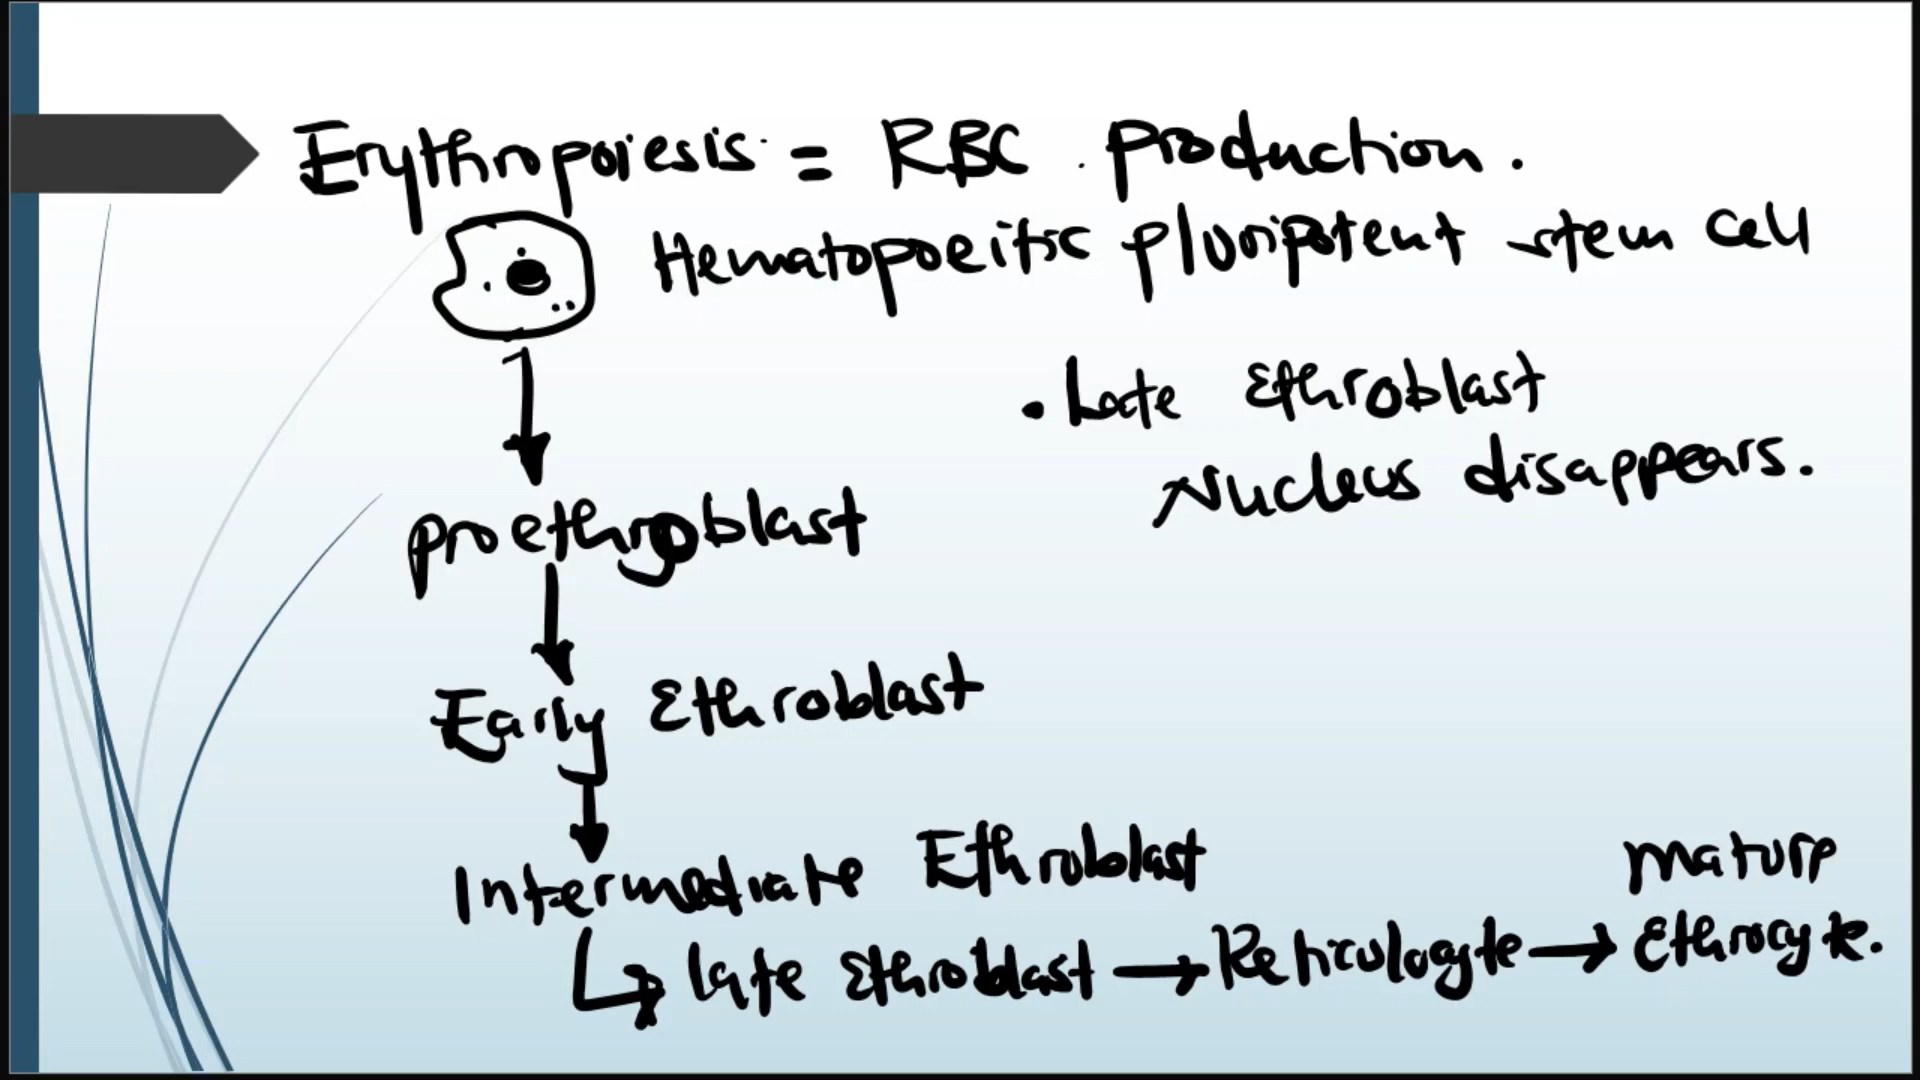 Erythropoiesis = RBC production.
Hematopoeitic pluripotent stem cell
• Late Ethroblast
Nucleus disappears.
proethroblast
Early Ethroblast
Intermediate Ethroblast
mature
late Ethroblast → Reticulocyte → Ethrocyte.